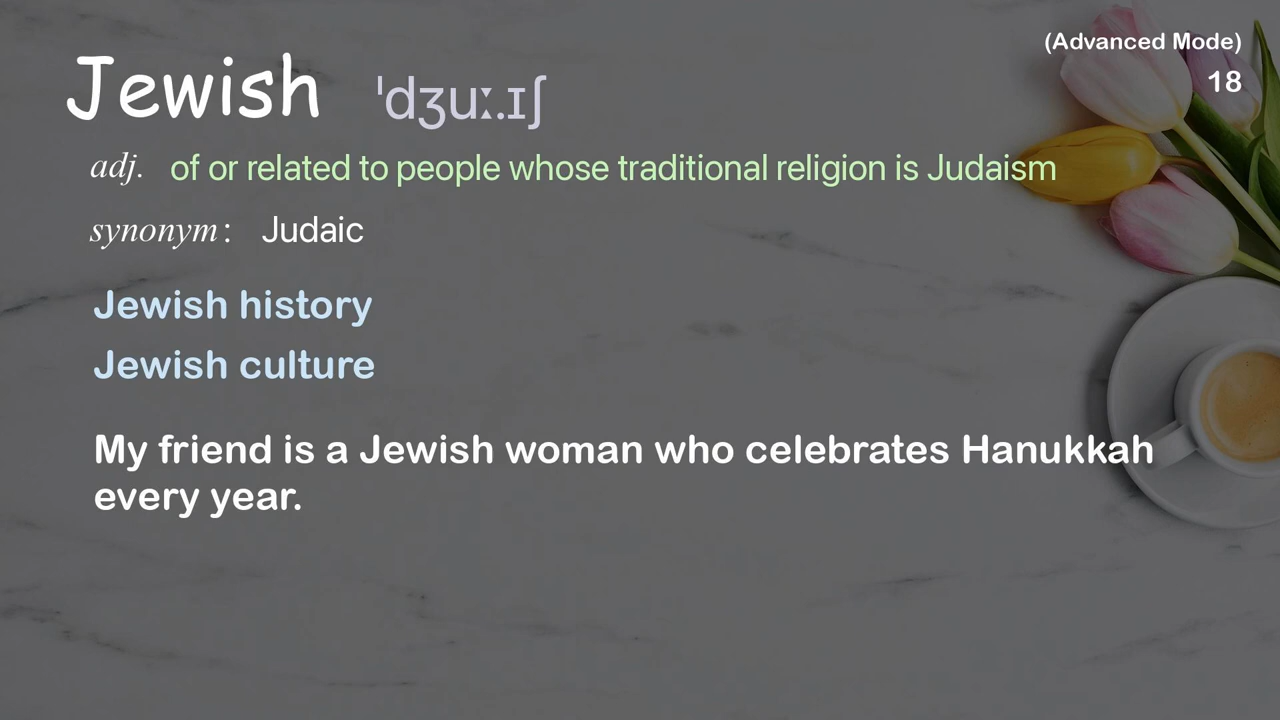 (Advanced Mode)
18
Jewish ˈdʒuː.ɪʃ
adj. of or related to people whose traditional religion is Judaism
synonym: Judaic
Jewish history
Jewish culture
My friend is a Jewish woman who celebrates Hanukkah
every year.